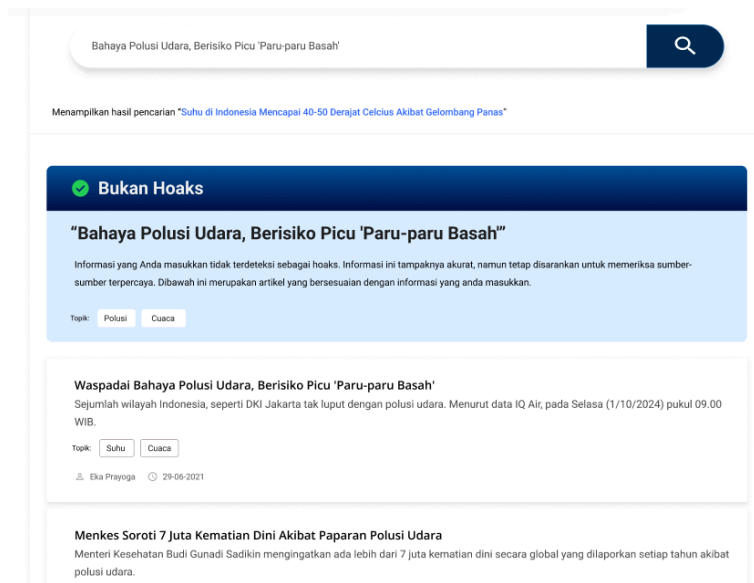 Bahaya Polusi Udara, Berisiko Picu 'Paru-paru Basah'
Menampilkan hasil pencarian "Suhu di Indonesia Mencapai 40-50 Derajat Celcius Akibat Gelombang Panas"
Bukan Hoaks
“Bahaya Polusi Udara, Berisiko Picu 'Paru-paru Basah'”
Informasi yang Anda masukkan tidak terdeteksi sebagai hoaks. Informasi ini tampaknya akurat, namun tetap disarankan untuk memeriksa sumber-
sumber terpercaya. Dibawah ini merupakan artikel yang bersesuaian dengan informasi yang anda masukkan.
Topik: Polusi Cuaca
Waspadai Bahaya Polusi Udara, Berisiko Picu 'Paru-paru Basah'
Sejumlah wilayah Indonesia, seperti DKI Jakarta tak luput dengan polusi udara. Menurut data IQ Air, pada Selasa (1/10/2024) pukul 09.00
WIB.
Topik: Suhu Cuaca
Eka Prayoga 29-06-2021
Menkes Soroti 7 Juta Kematian Dini Akibat Paparan Polusi Udara
Menteri Kesehatan Budi Gunadi Sadikin mengingatkan ada lebih dari 7 juta kematian dini secara global yang dilaporkan setiap tahun akibat
polusi udara.